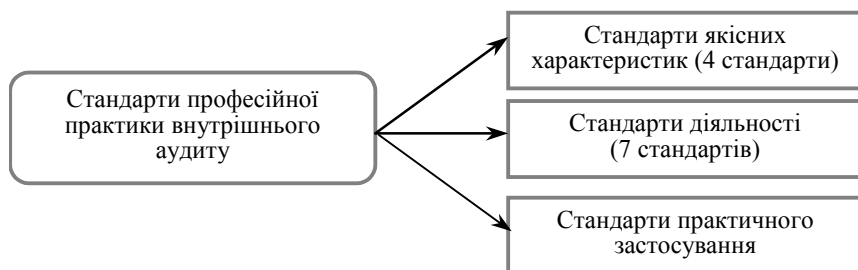 Стандарти професійної
практики внутрішнього
аудиту
Стандарти якісних
характеристик (4 стандарти)
Стандарти діяльності
(7 стандартів)
Стандарти практичного
застосування